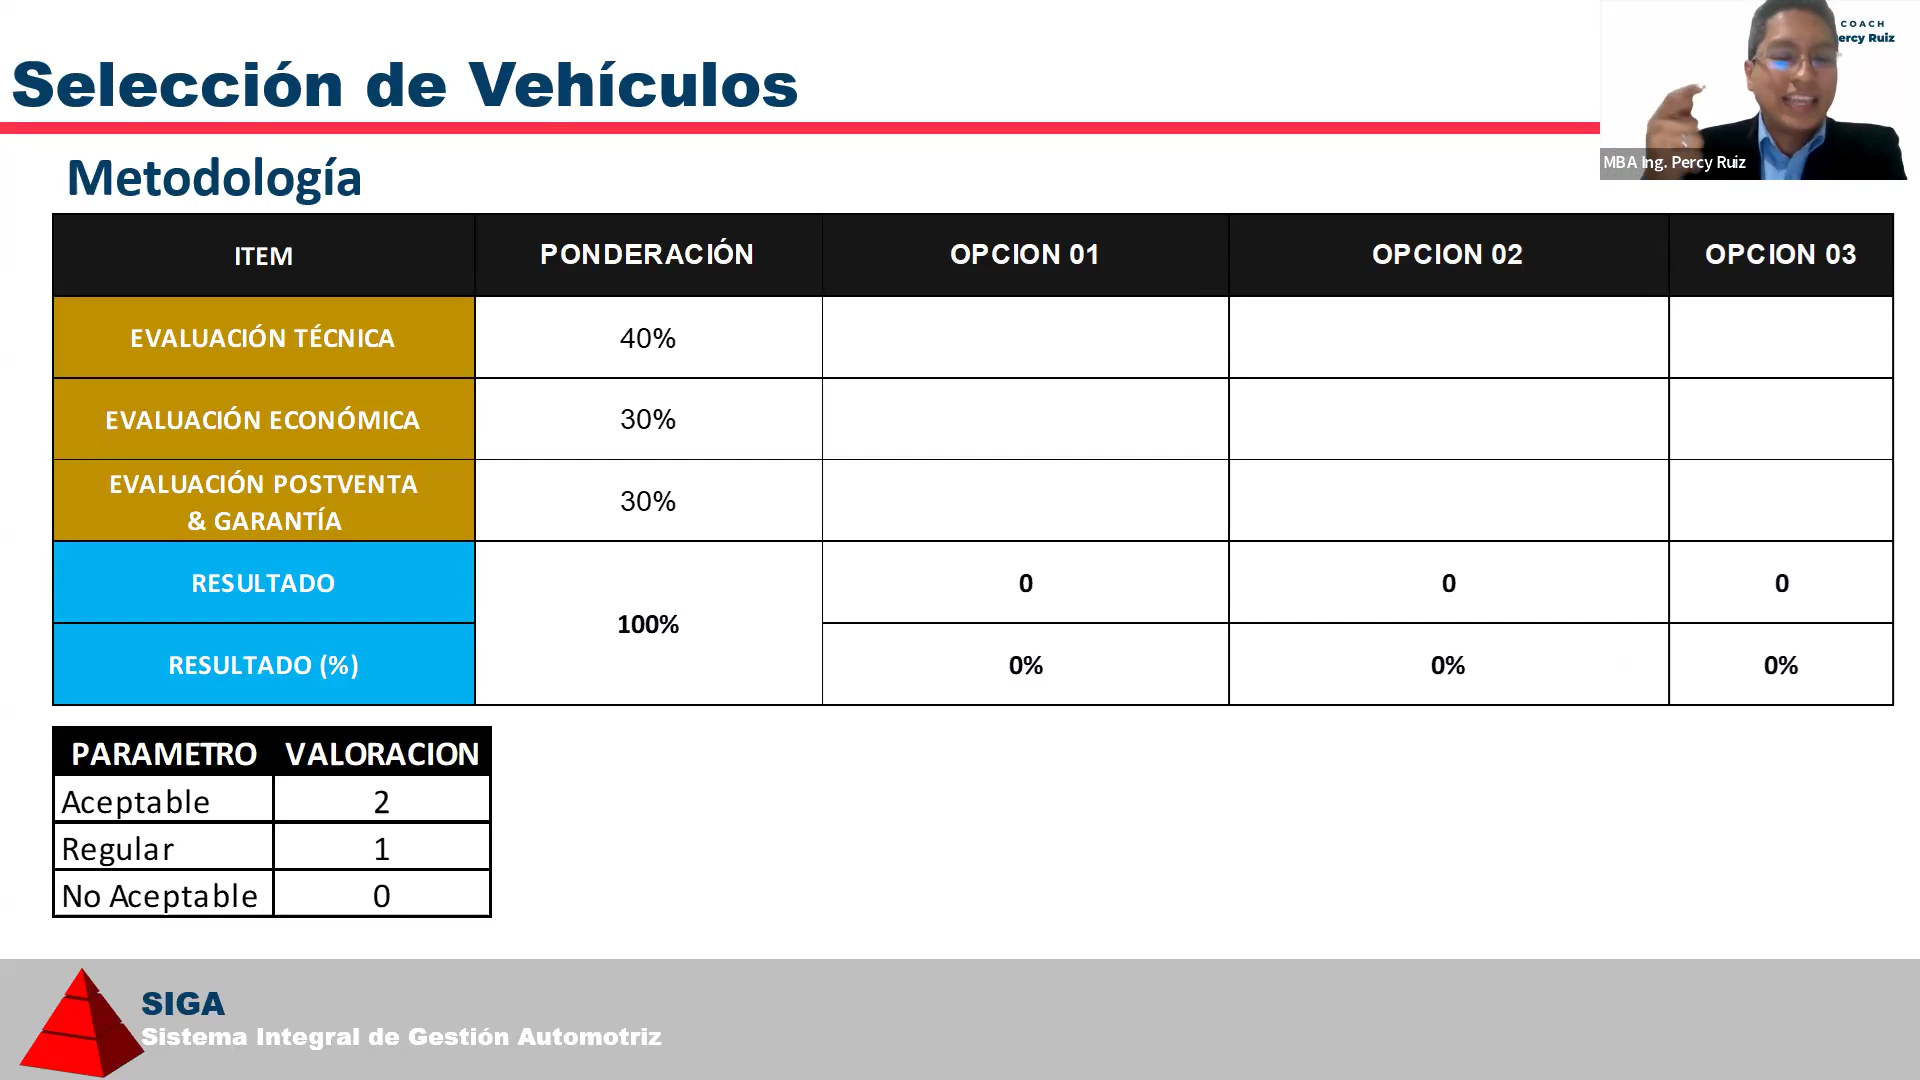 Selección de Vehículos
COACH
ercy Ruiz
MBA Ing. Percy Ruiz
Metodología
ITEM PONDERACIÓN OPCION 01 OPCION 02 OPCION 03
EVALUACIÓN TÉCNICA 40%
EVALUACIÓN ECONÓMICA 30%
EVALUACIÓN POSTVENTA
& GARANTÍA 30%
RESULTADO 0 0 0
100%
RESULTADO (%) 0% 0% 0%
PARAMETRO VALORACION
Aceptable 2
Regular 1
No Aceptable 0
SIGA
Sistema Integral de Gestión Automotriz